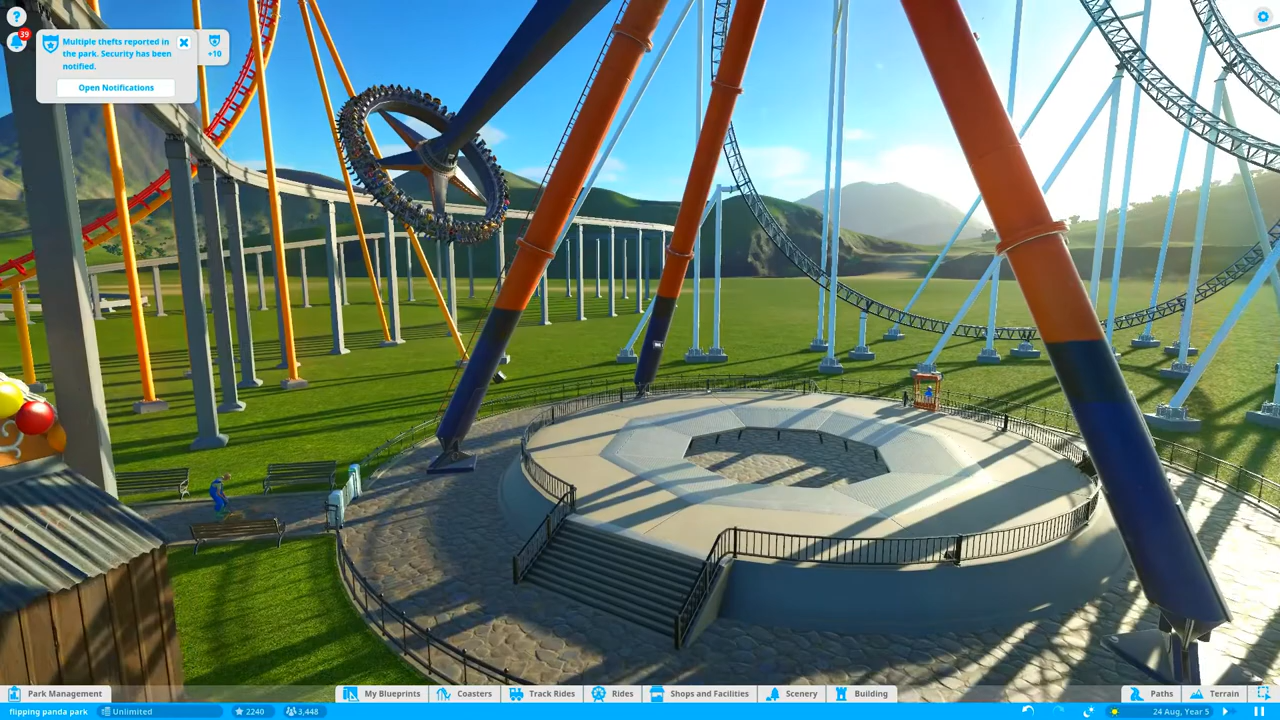 ?
39
Multiple thefts reported in
the park. Security has been
notified.
+10
Open Notifications
Park Management
My Blueprints
Coasters
Track Rides
Rides
Shops and Facilities
Scenery
Building
Paths
Terrain
flipping panda park
Unlimited
2240
3,448
24 Aug, Year 5